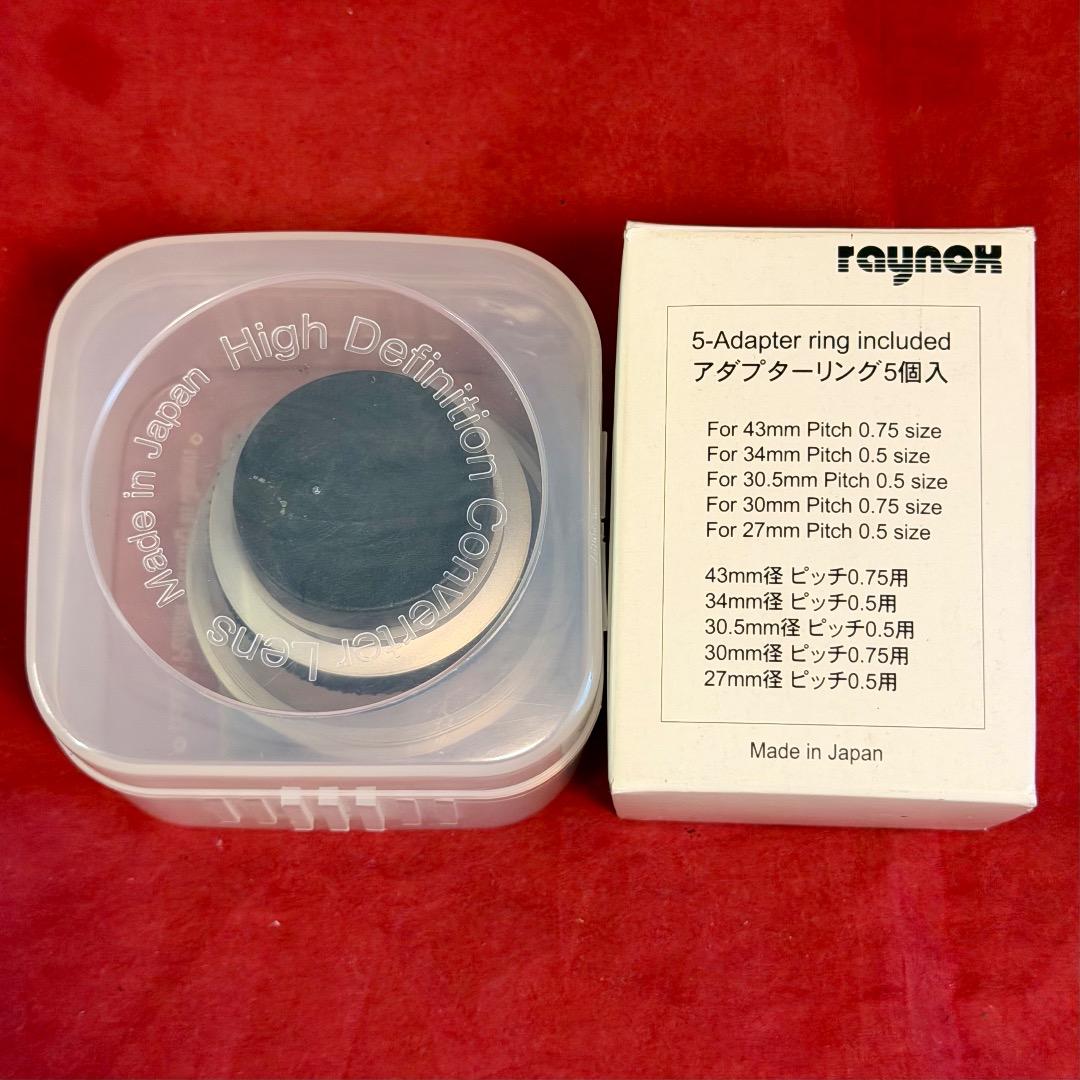 Made in Japan High Definition Converter Lens
raynox
5-Adapter ring included
アダプターリング5個入
For 43mm Pitch 0.75 size
For 34mm Pitch 0.5 size
For 30.5mm Pitch 0.5 size
For 30mm Pitch 0.75 size
For 27mm Pitch 0.5 size
43mm径 ピッチ0.75用
34mm径 ピッチ0.5用
30.5mm径 ピッチ0.5用
30mm径 ピッチ0.75用
27mm径 ピッチ0.5用
Made in Japan